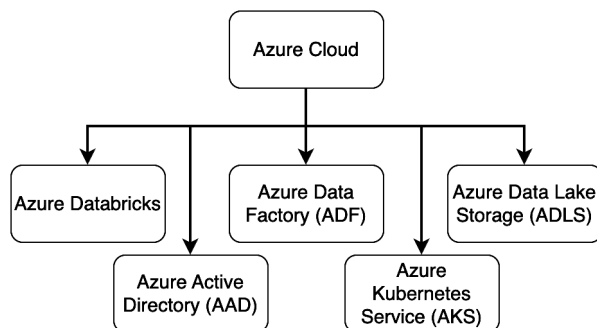 Azure Cloud
Azure Databricks
Azure Data
Factory (ADF)
Azure Data Lake
Storage (ADLS)
Azure Active
Directory (AAD)
Azure
Kubernetes
Service (AKS)